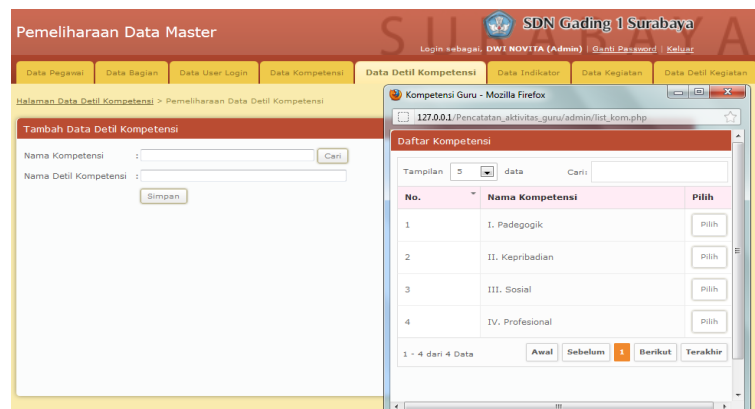 Pemeliharaan Data Master
SURABAYA
SDN Gading 1 Surabaya
Login sebagai, DWI NOVITA (Admin) | Ganti Password | Keluar
Data Pegawai Data Bagian Data User Login Data Kompetensi Data Detil Kompetensi Data Indikator Data Kegiatan Data Detil Kegiatan
Halaman Data Detil Kompetensi > Pemeliharaan Data Detil Kompetensi
Tambah Data Detil Kompetensi
Nama Kompetensi : Cari
Nama Detil Kompetensi :
Simpan
Kompetensi Guru - Mozilla Firefox
127.0.0.1/Pencatatan_aktivitas_guru/admin/list_kom.php
Daftar Kompetensi
Tampilan 5 data Cari:
No. Nama Kompetensi Pilih
1 I. Padegogik Pilih
2 II. Kepribadian Pilih
3 III. Sosial Pilih
4 IV. Profesional Pilih
1 - 4 dari 4 Data Awal Sebelum 1 Berikut Terakhir